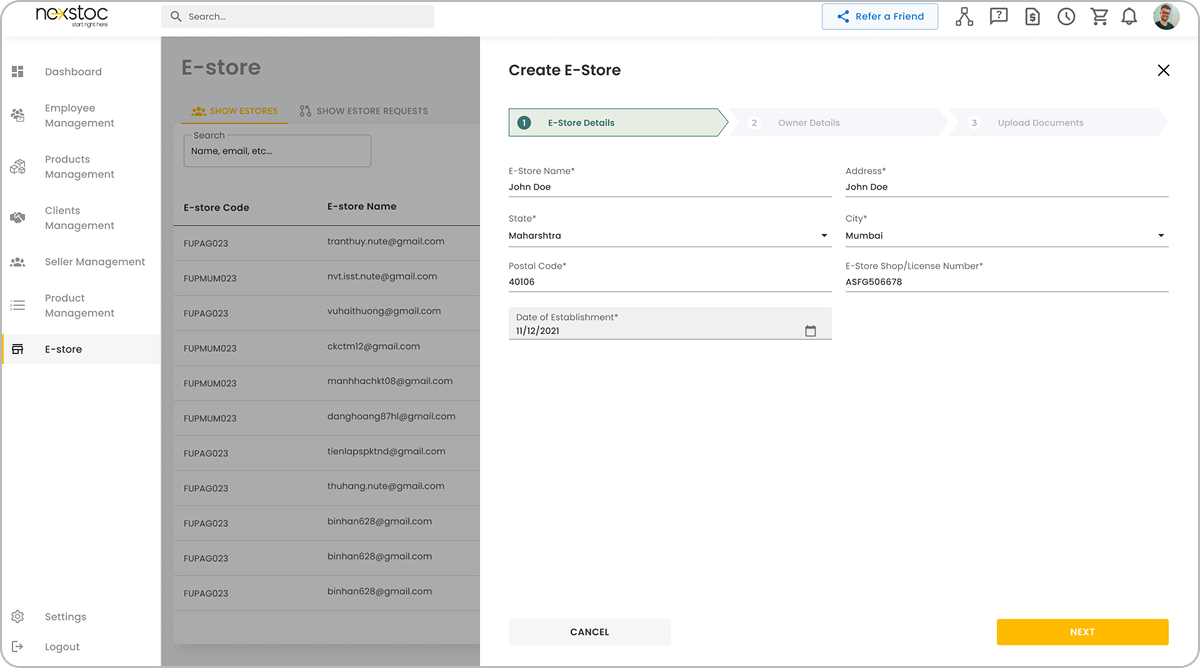 nexstoc
start right here
Search...
Refer a Friend
?
$
Dashboard
Employee
Management
Products
Management
Clients
Management
Seller Management
Product
Management
E-store
Settings
Logout
E-store
SHOW ESTORES
SHOW ESTORE REQUESTS
Search
Name, email, etc...
E-store Code E-store Name
FUPAG023 tranthuy.nute@gmail.com
FUPMUM023 nvt.isst.nute@gmail.com
FUPAG023 vuhaithuong@gmail.com
FUPMUM023 ckctm12@gmail.com
FUPMUM023 manhhachkt08@gmail.com
FUPMUM023 danghoang87hl@gmail.com
FUPAG023 tienlapspktnd@gmail.com
FUPAG023 thuhang.nute@gmail.com
FUPAG023 binhan628@gmail.com
FUPAG023 binhan628@gmail.com
FUPAG023 binhan628@gmail.com
Create E-Store
1 E-Store Details
2 Owner Details
3 Upload Documents
E-Store Name*
John Doe
Address*
John Doe
State*
Maharshtra
City*
Mumbai
Postal Code*
40106
E-Store Shop/License Number*
ASFG506678
Date of Establishment*
11/12/2021
CANCEL
NEXT